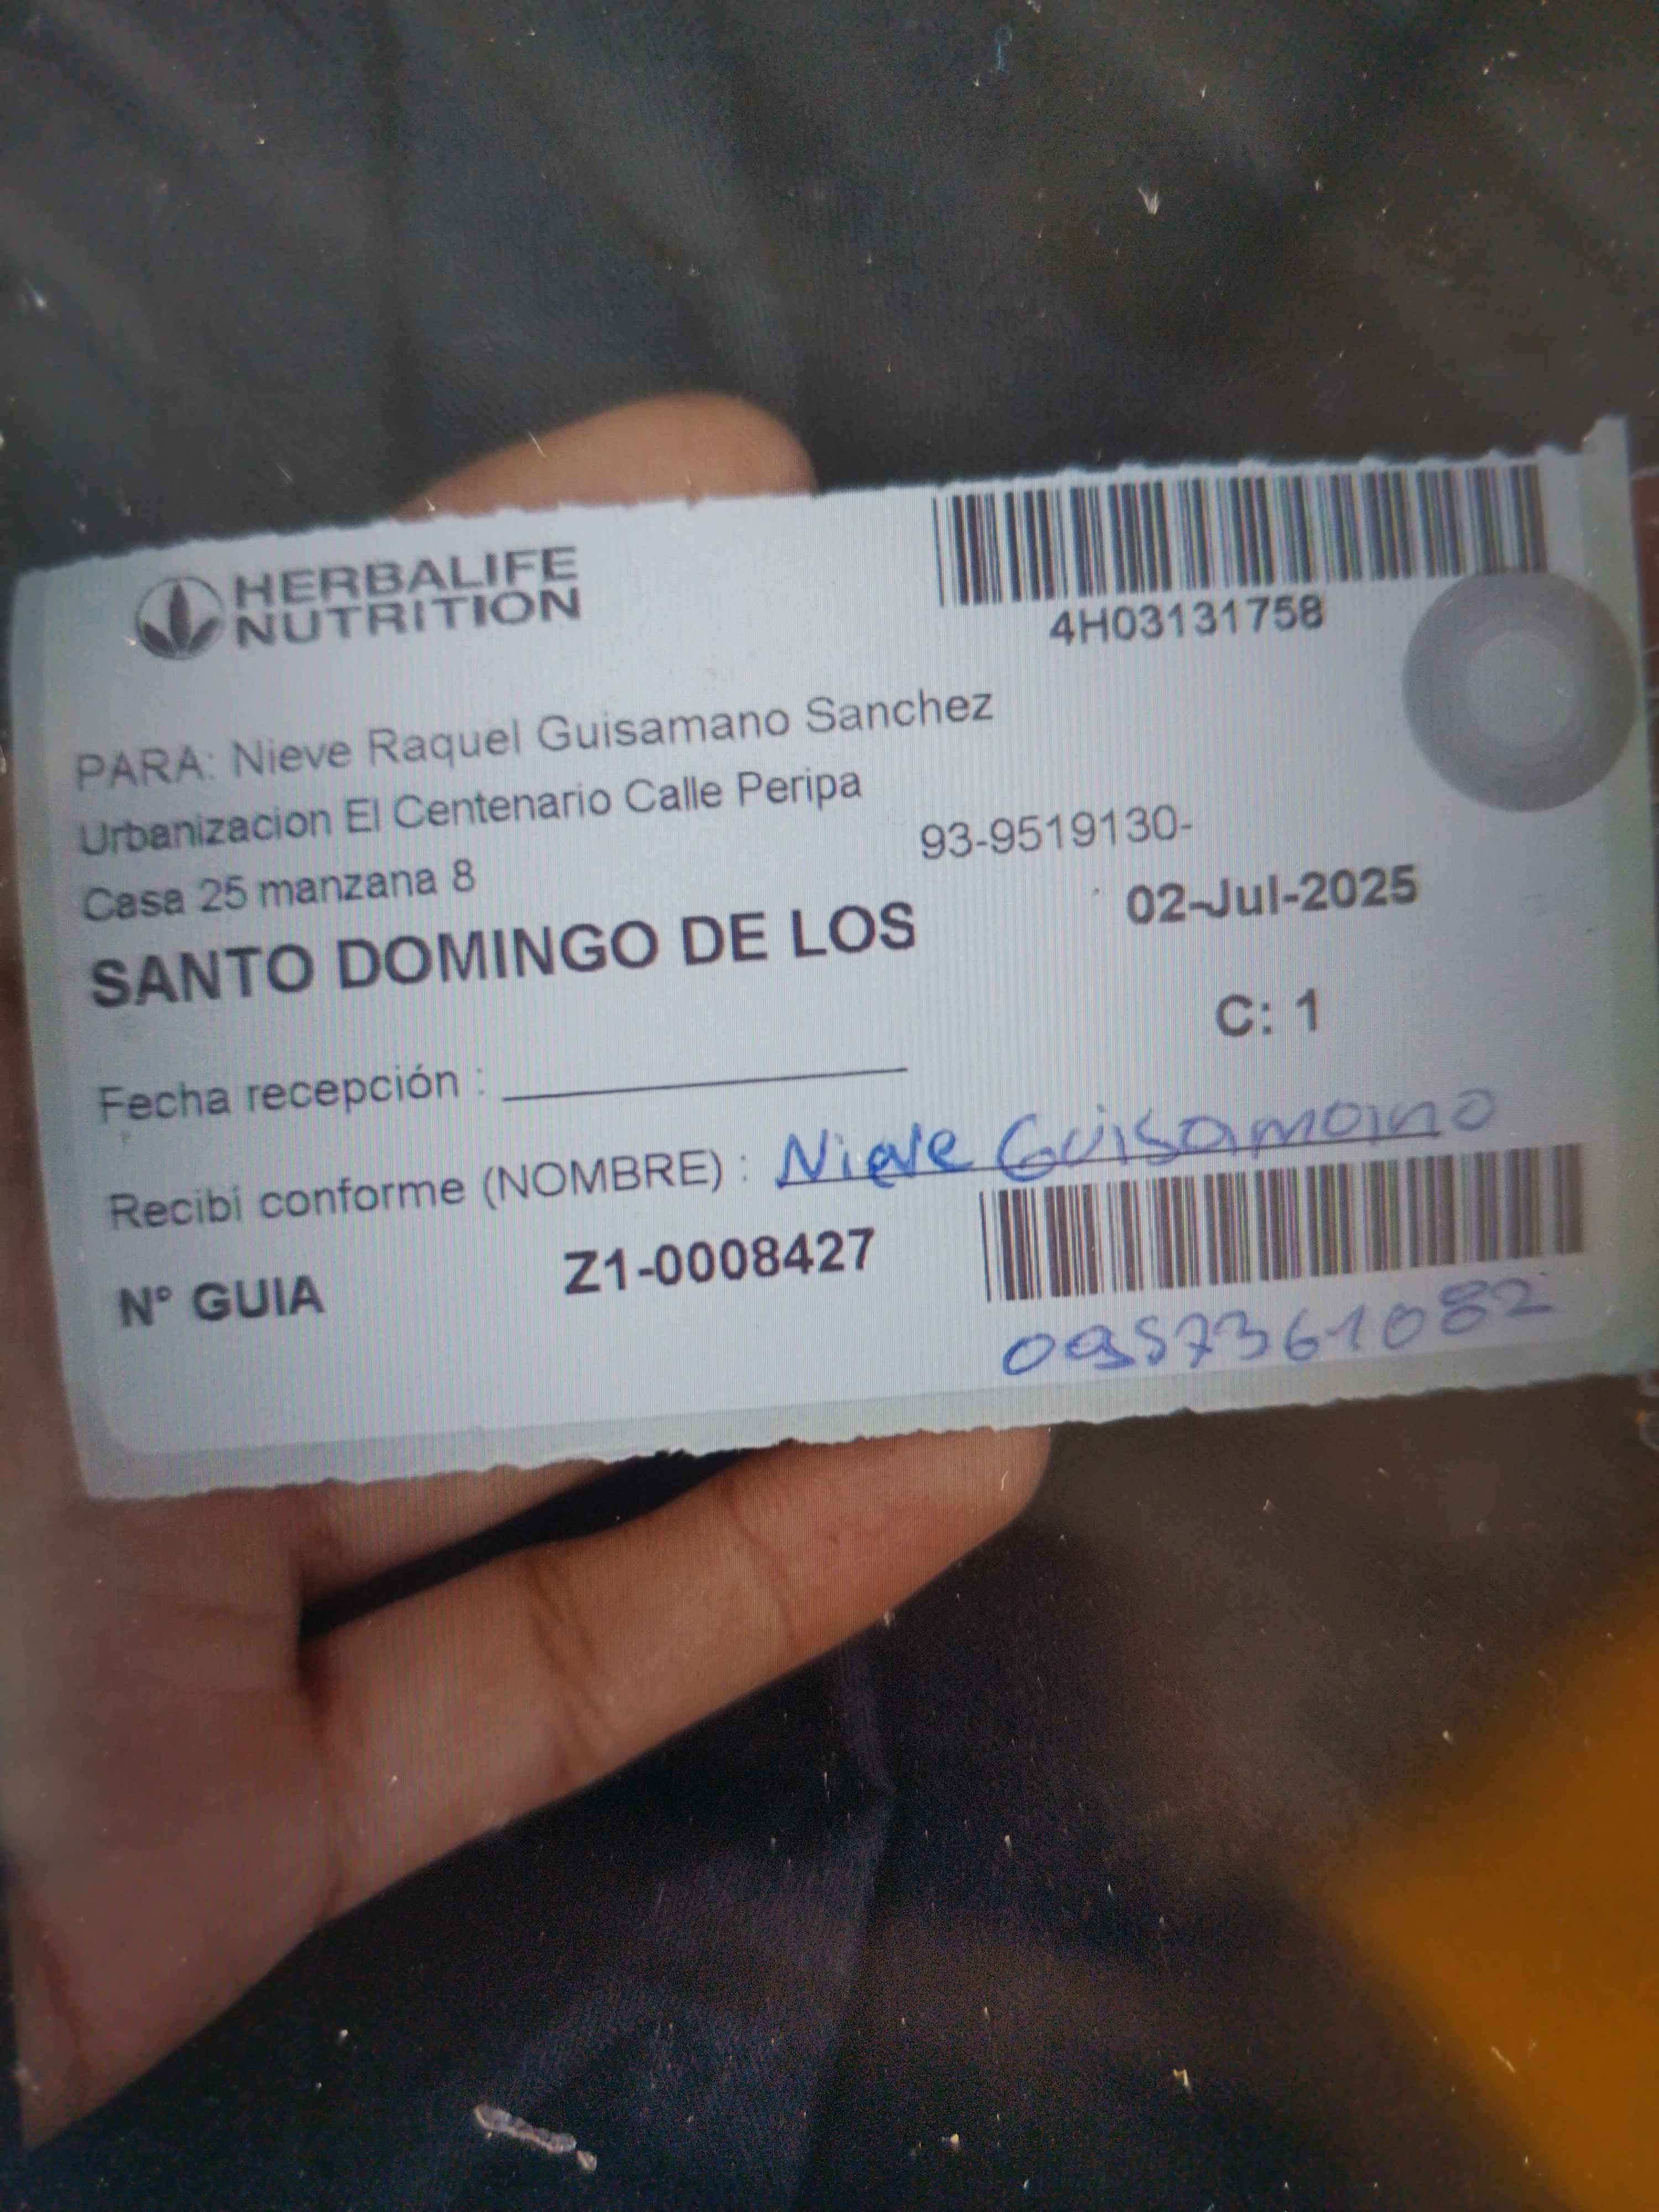 HERBALIFE
NUTRITION
4H03131758
PARA: Nieve Raquel Guisamano Sanchez
Urbanizacion El Centenario Calle Peripa
Casa 25 manzana 8
93-9519130-
SANTO DOMINGO DE LOS
02-Jul-2025
C: 1
Fecha recepción :
Recibí conforme (NOMBRE) : Nieve Guisamano
N° GUIA Z1-0008427
0957361082